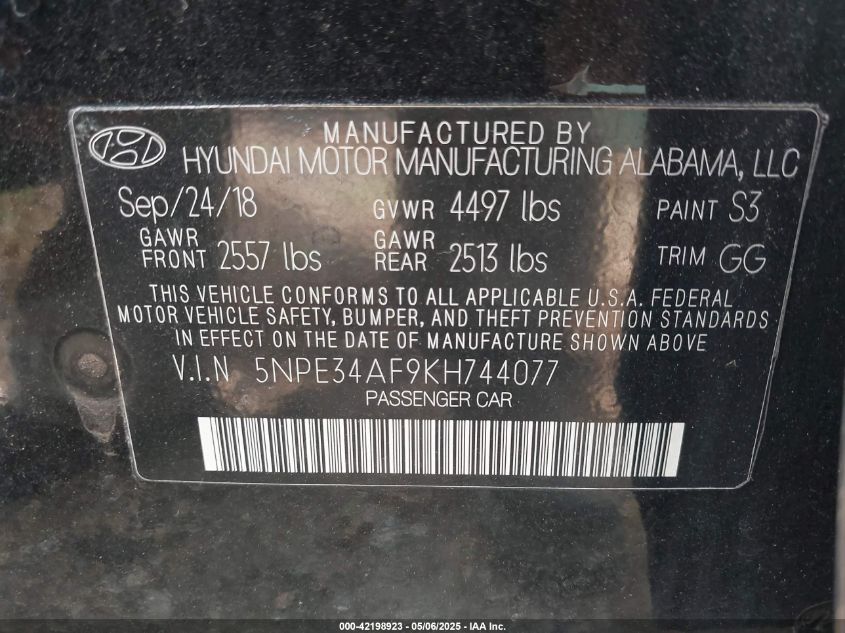 MANUFACTURED BY
HYUNDAI MOTOR MANUFACTURING ALABAMA, LLC
Sep/24/18 GVWR 4497 lbs PAINT S3
GAWR FRONT 2557 lbs GAWR REAR 2513 lbs TRIM GG
THIS VEHICLE CONFORMS TO ALL APPLICABLE U.S.A. FEDERAL
MOTOR VEHICLE SAFETY, BUMPER, AND THEFT PREVENTION STANDARDS
IN EFFECT ON THE DATE OF MANUFACTURE SHOWN ABOVE
V.I.N 5NPE34AF9KH744077
PASSENGER CAR
000-42198923 - 05/06/2025 - IAA Inc.